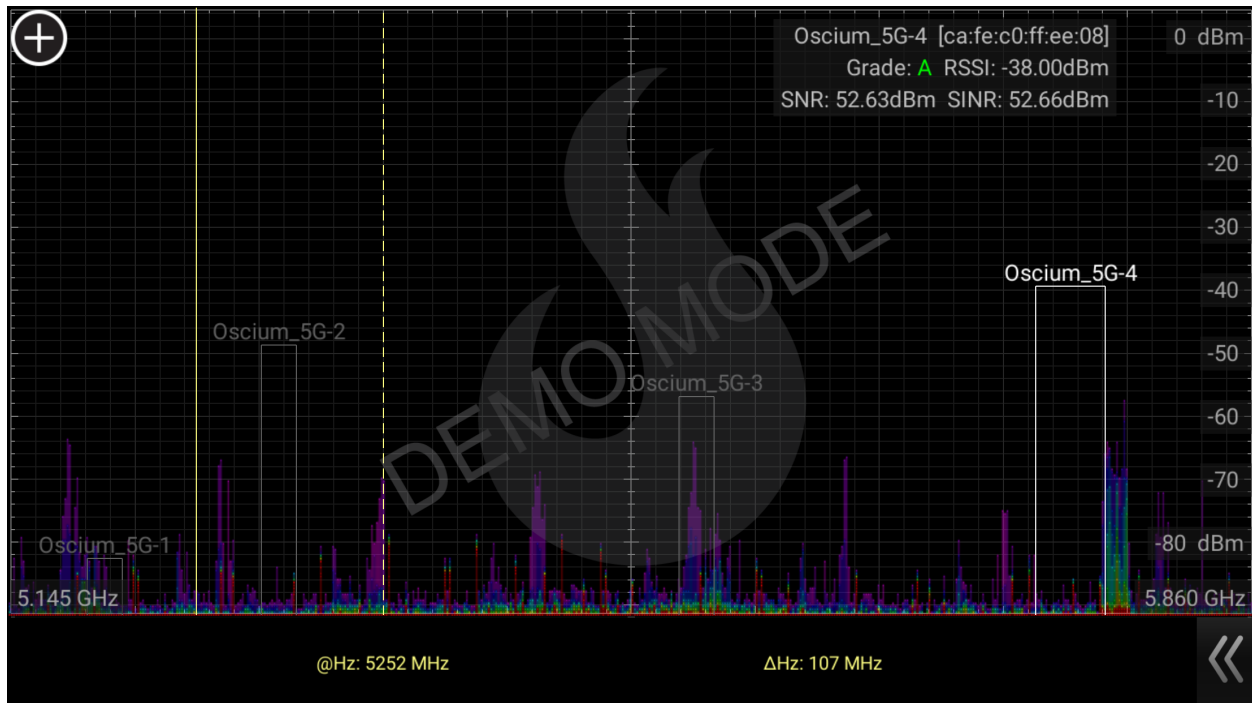 Oscium_5G-4 [ca:fe:c0:ff:ee:08]
Grade: A RSSI: -38.00dBm
SNR: 52.63dBm SINR: 52.66dBm
0 dBm
-10
-20
-30
-40
-50
-60
-70
-80 dBm
Oscium_5G-4
Oscium_5G-2
Oscium_5G-3
Oscium_5G-1
DEMO MODE
5.145 GHz
5.860 GHz
@Hz: 5252 MHz
ΔHz: 107 MHz